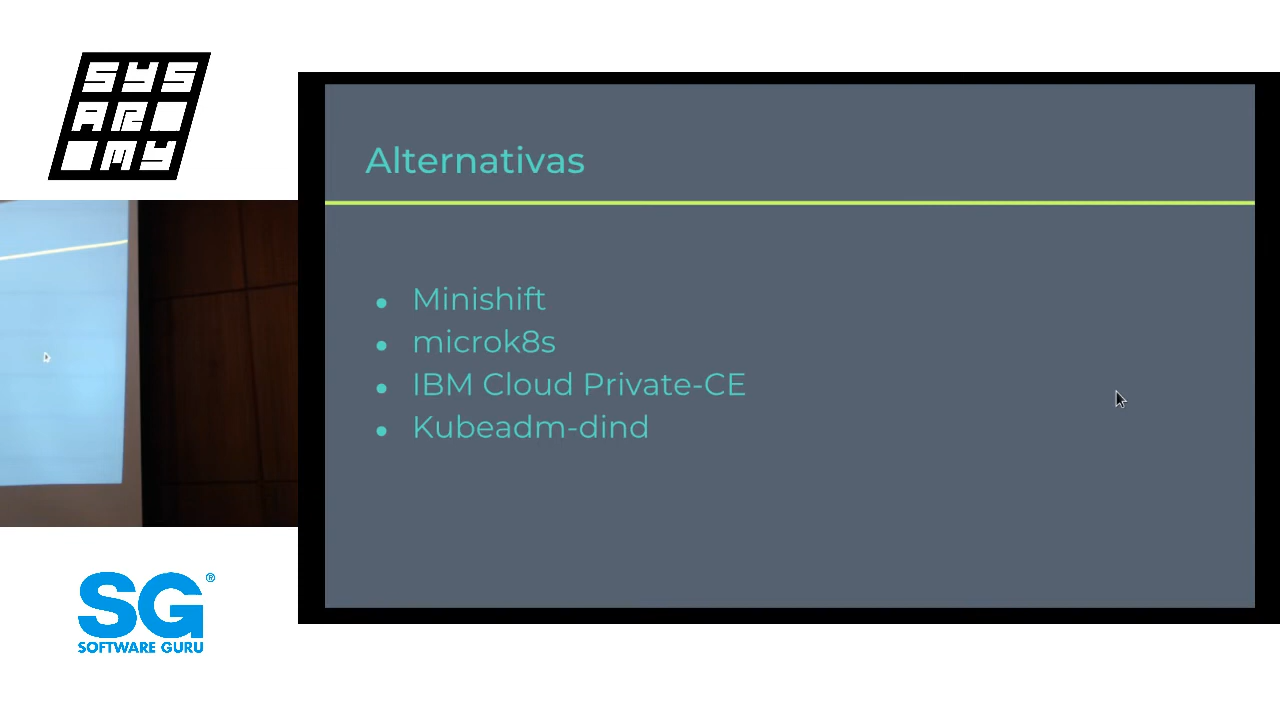 SYS
AR
MY
Alternativas
● Minishift
● microk8s
● IBM Cloud Private-CE
● Kubeadm-dind
SG®
SOFTWARE GURU